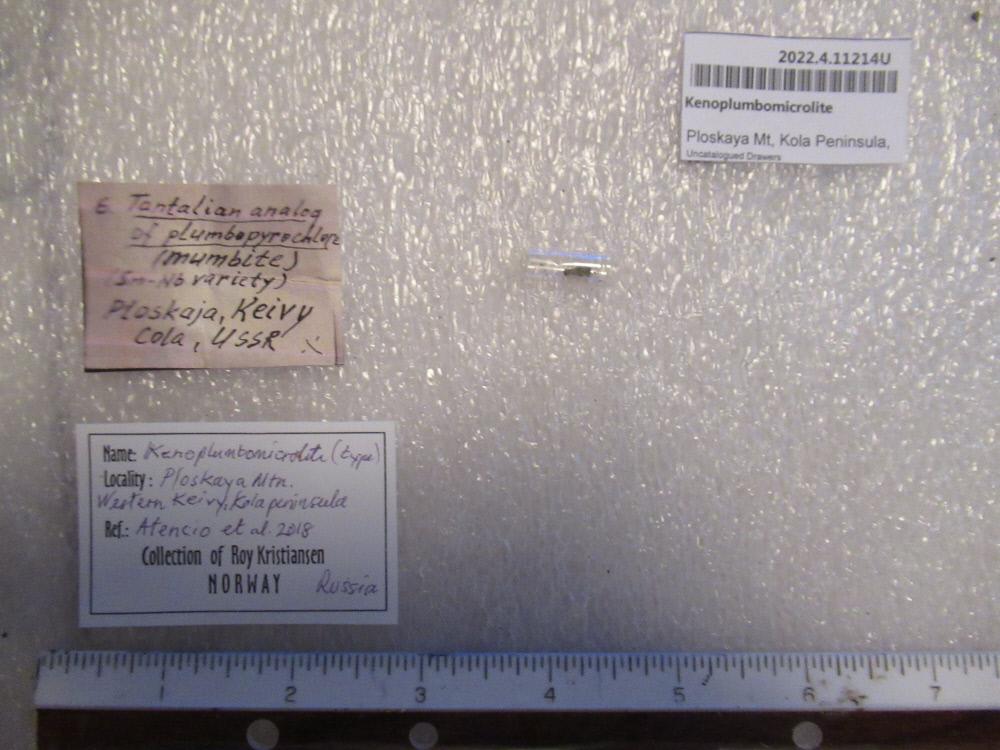 2022.4.11214U
Kenoplumbomicrolite
Ploskaya Mt, Kola Peninsula,
Uncatalogued Drawers
6. Tantalian analog
of plumbopyrochlore
(mumbite)
(Sm-Nb variety)
Ploskaja, Keivy
Cola, USSR
Name: Kenoplumbomicrolite (type)
Locality: Ploskaya Mtn.
Western Keivy, Kola peninsula
Ref.: Atencio et al. 2018
Collection of Roy Kristiansen
NORWAY Russia
1 2 3 4 5 6 7